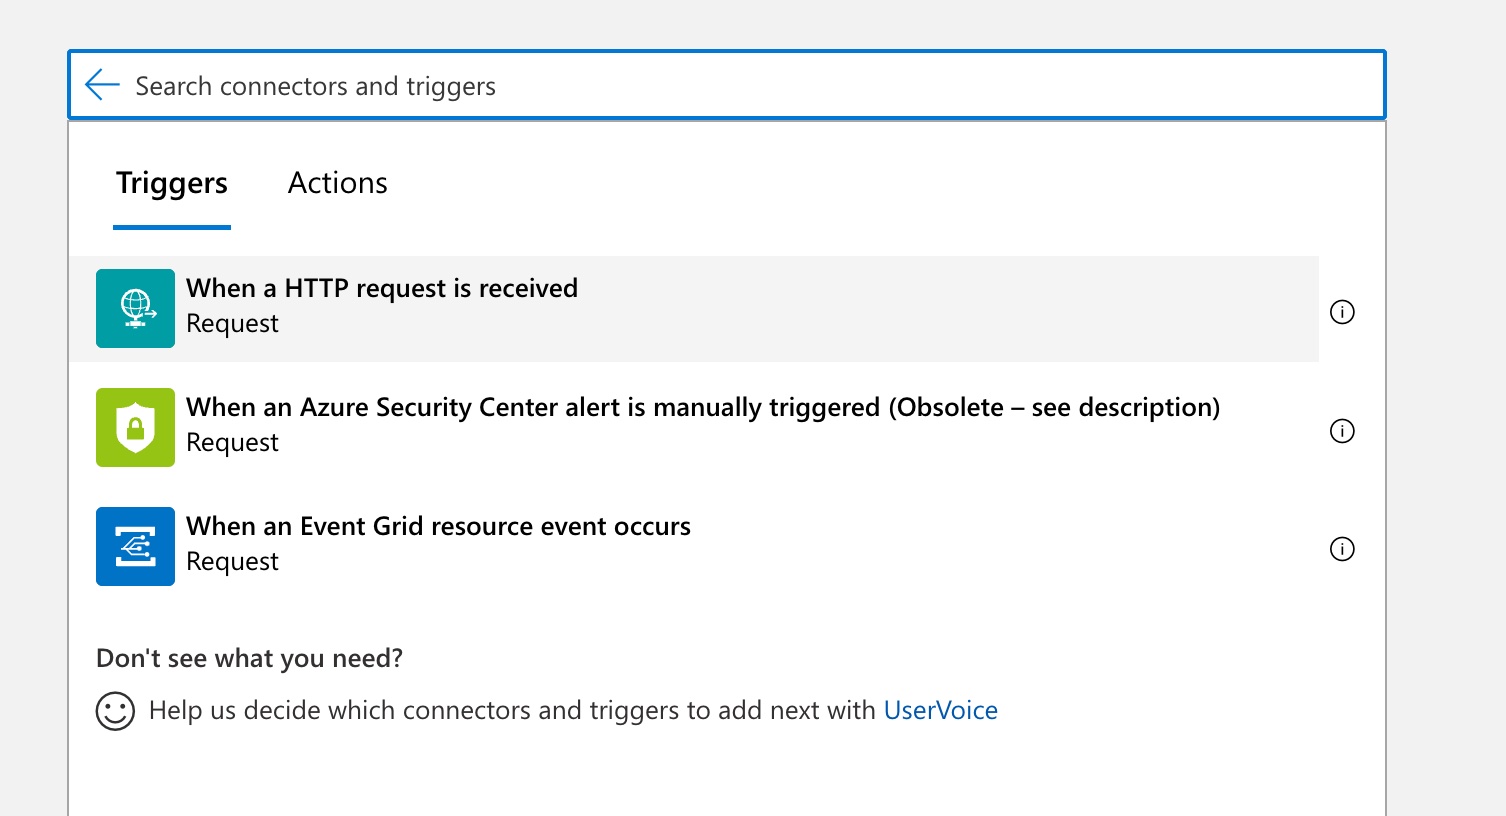 Search connectors and triggers
Triggers Actions
When a HTTP request is received
Request
When an Azure Security Center alert is manually triggered (Obsolete – see description)
Request
When an Event Grid resource event occurs
Request
Don't see what you need?
Help us decide which connectors and triggers to add next with UserVoice